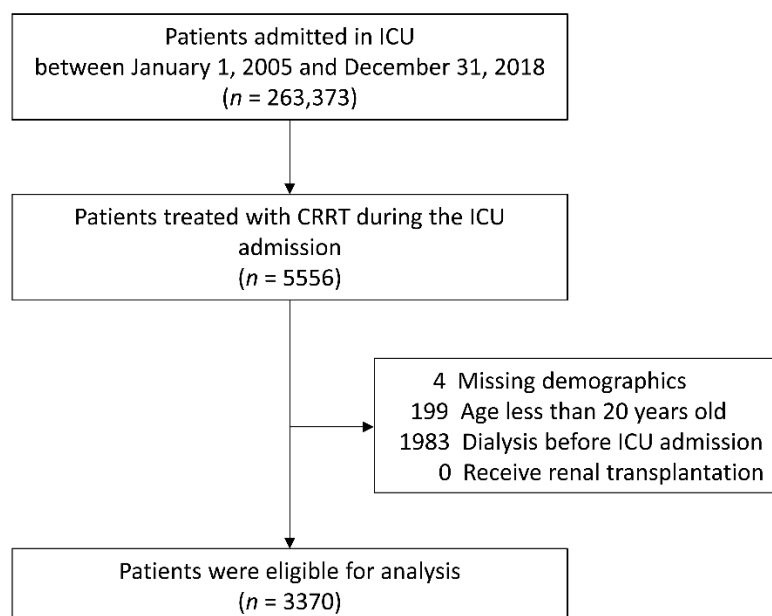 Patients admitted in ICU
between January 1, 2005 and December 31, 2018
(n = 263,373)
Patients treated with CRRT during the ICU
admission
(n = 5556)
4 Missing demographics
199 Age less than 20 years old
1983 Dialysis before ICU admission
0 Receive renal transplantation
Patients were eligible for analysis
(n = 3370)